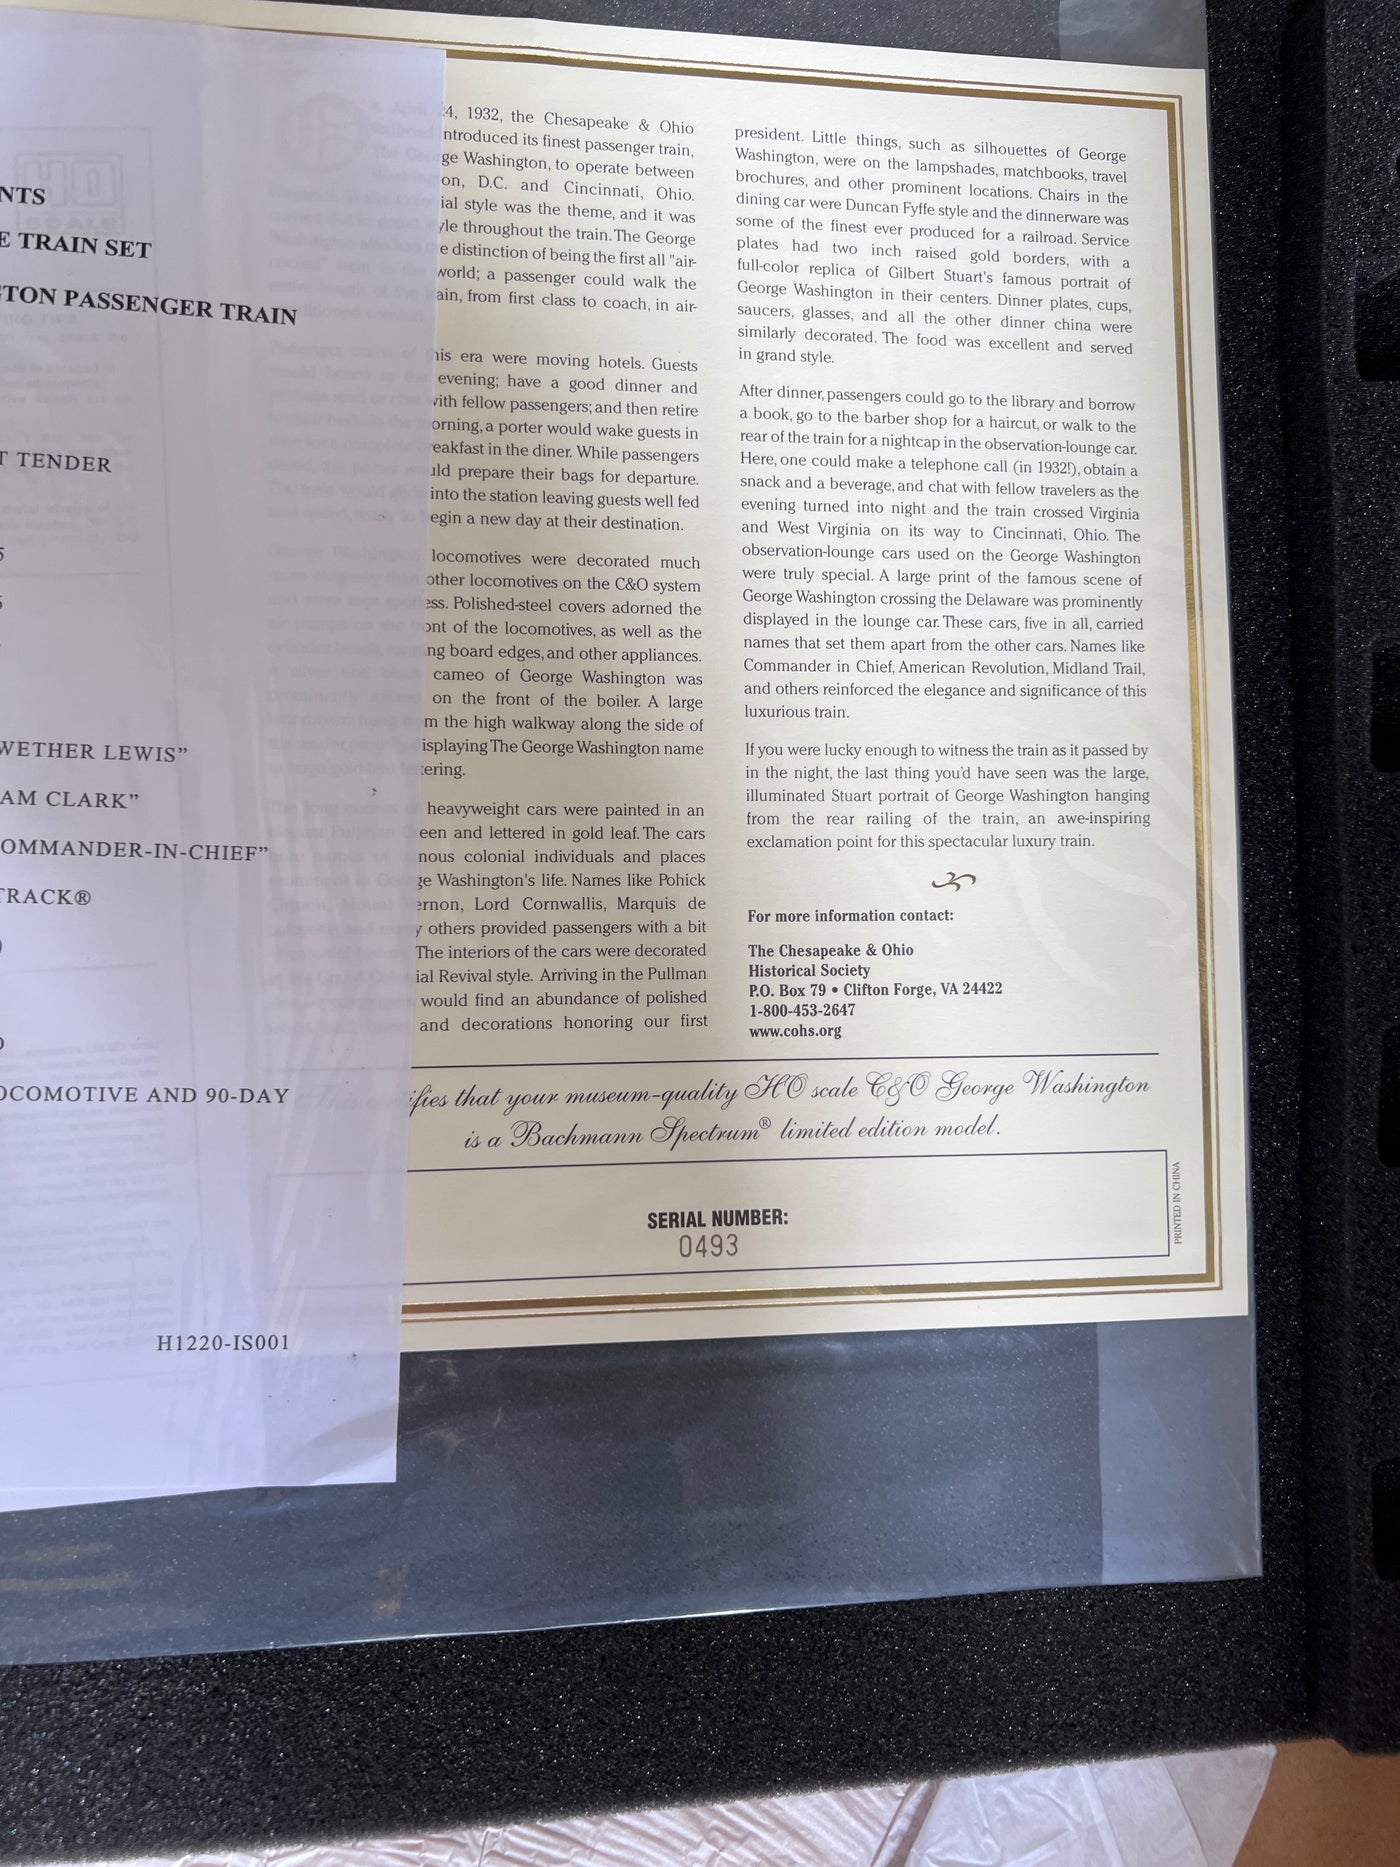 NTS
E TRAIN SET
TON PASSENGER TRAIN
T TENDER
5
WETHER LEWIS”
AM CLARK”
OMMANDER-IN-CHIEF”
TRACK®
OCOMOTIVE AND 90-DAY
H1220-IS001
4, 1932, the Chesapeake & Ohio
ntroduced its finest passenger train,
ge Washington, to operate between
on, D.C. and Cincinnati, Ohio.
ial style was the theme, and it was
yle throughout the train. The George
e distinction of being the first all "air-
world; a passenger could walk the
ain, from first class to coach, in air-
his era were moving hotels. Guests
evening; have a good dinner and
with fellow passengers; and then retire
orning, a porter would wake guests in
eakfast in the diner. While passengers
uld prepare their bags for departure.
into the station leaving guests well fed
egin a new day at their destination.
locomotives were decorated much
other locomotives on the C&O system
ess. Polished-steel covers adorned the
ont of the locomotives, as well as the
ng board edges, and other appliances.
cameo of George Washington was
on the front of the boiler. A large
m the high walkway along the side of
isplaying The George Washington name
tering.
heavyweight cars were painted in an
een and lettered in gold leaf. The cars
nous colonial individuals and places
ge Washington's life. Names like Pohick
ernon, Lord Cornwallis, Marquis de
y others provided passengers with a bit
The interiors of the cars were decorated
ial Revival style. Arriving in the Pullman
would find an abundance of polished
and decorations honoring our first
president. Little things, such as silhouettes of George
Washington, were on the lampshades, matchbooks, travel
brochures, and other prominent locations. Chairs in the
dining car were Duncan Fyffe style and the dinnerware was
some of the finest ever produced for a railroad. Service
plates had two inch raised gold borders, with a
full-color replica of Gilbert Stuart's famous portrait of
George Washington in their centers. Dinner plates, cups,
saucers, glasses, and all the other dinner china were
similarly decorated. The food was excellent and served
in grand style.
After dinner, passengers could go to the library and borrow
a book, go to the barber shop for a haircut, or walk to the
rear of the train for a nightcap in the observation-lounge car.
Here, one could make a telephone call (in 1932!), obtain a
snack and a beverage, and chat with fellow travelers as the
evening turned into night and the train crossed Virginia
and West Virginia on its way to Cincinnati, Ohio. The
observation-lounge cars used on the George Washington
were truly special. A large print of the famous scene of
George Washington crossing the Delaware was prominently
displayed in the lounge car. These cars, five in all, carried
names that set them apart from the other cars. Names like
Commander in Chief, American Revolution, Midland Trail,
and others reinforced the elegance and significance of this
luxurious train.
If you were lucky enough to witness the train as it passed by
in the night, the last thing you'd have seen was the large,
illuminated Stuart portrait of George Washington hanging
from the rear railing of the train, an awe-inspiring
exclamation point for this spectacular luxury train.
For more information contact:
The Chesapeake & Ohio
Historical Society
P.O. Box 79 • Clifton Forge, VA 24422
1-800-453-2647
www.cohs.org
ifies that your museum-quality HO scale C&O George Washington
is a Bachmann Spectrum® limited edition model.
SERIAL NUMBER:
0493
PRINTED IN CHINA